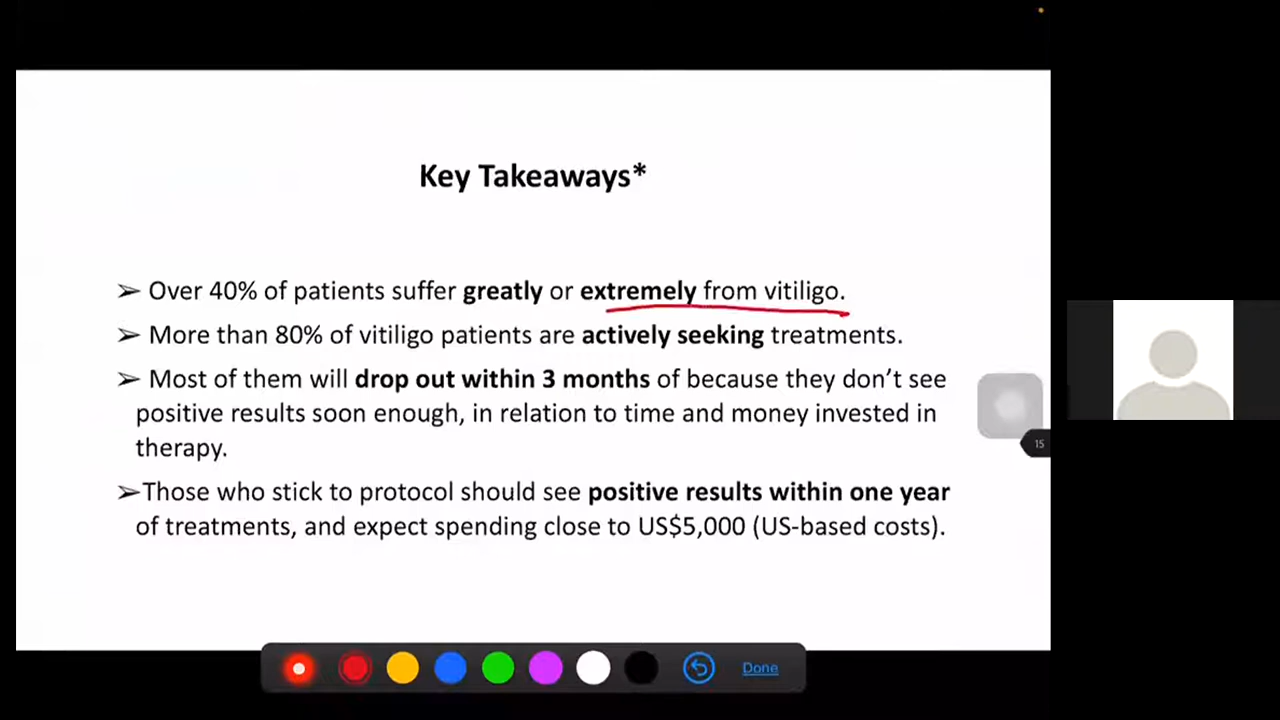 Key Takeaways*
➢ Over 40% of patients suffer greatly or extremely from vitiligo.
➢ More than 80% of vitiligo patients are actively seeking treatments.
➢ Most of them will drop out within 3 months of because they don’t see
positive results soon enough, in relation to time and money invested in
therapy.
➢Those who stick to protocol should see positive results within one year
of treatments, and expect spending close to US$5,000 (US-based costs).
15
Done